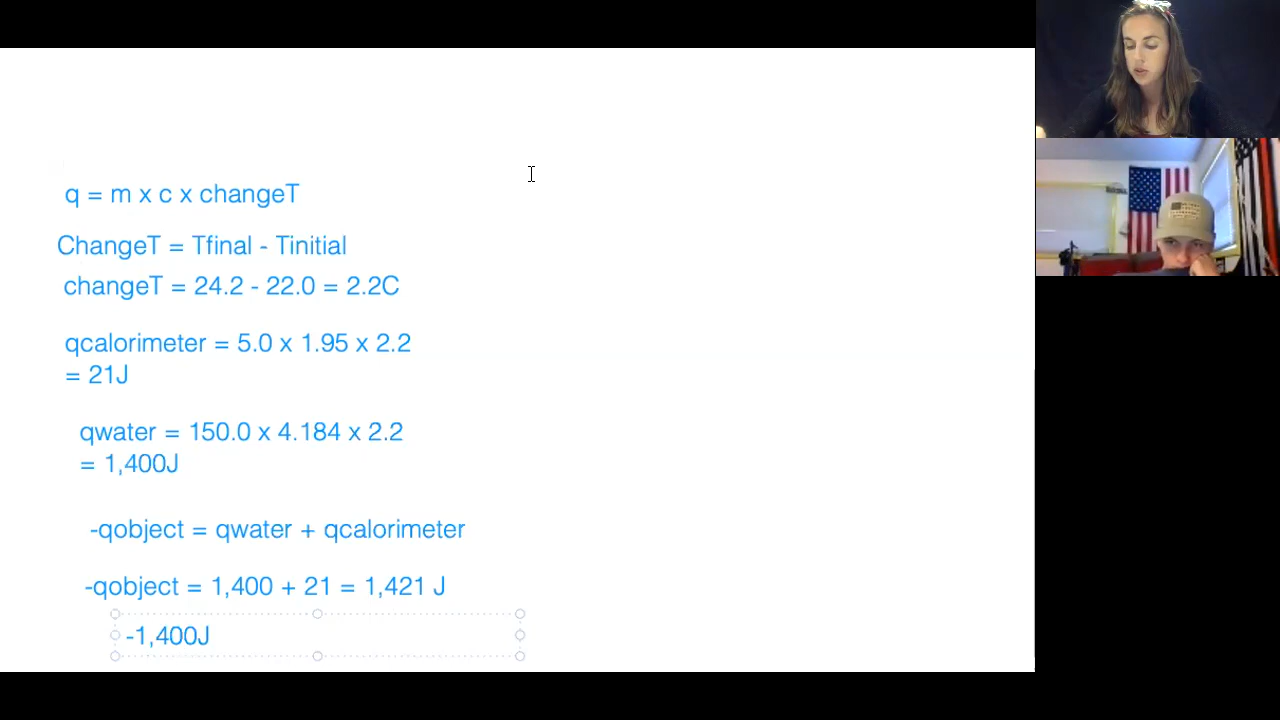 q = m x c x changeT
ChangeT = Tfinal - Tinitial
changeT = 24.2 - 22.0 = 2.2C
qcalorimeter = 5.0 x 1.95 x 2.2
= 21J
qwater = 150.0 x 4.184 x 2.2
= 1,400J
-qobject = qwater + qcalorimeter
-qobject = 1,400 + 21 = 1,421 J
-1,400J